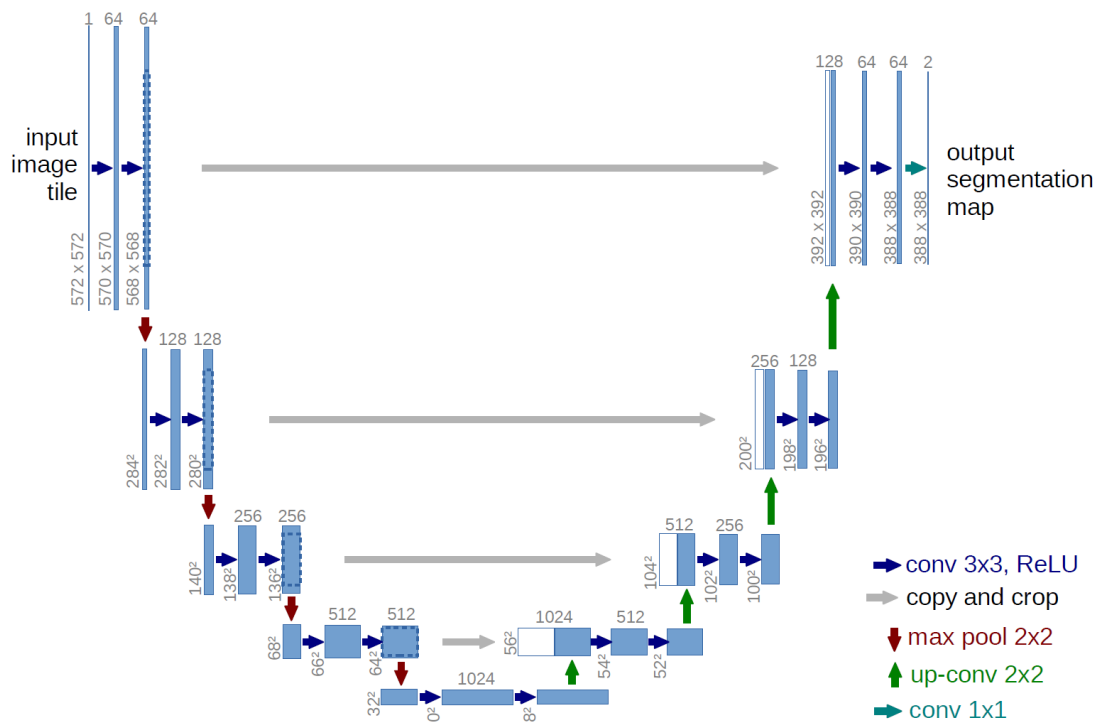 1 64 64
input
image
tile
572 x 572
570 x 570
568 x 568
128 64 64 2
output
segmentation
map
392 x 392
390 x 390
388 x 388
388 x 388
128 128
284²
282²
280²
256 128
200²
198²
196²
256 256
140²
138²
136²
512 256
104²
102²
100²
512 512
68²
66²
64²
1024 512
56²
54²
52²
1024
32²
0²
8²
conv 3x3, ReLU
copy and crop
max pool 2x2
up-conv 2x2
conv 1x1